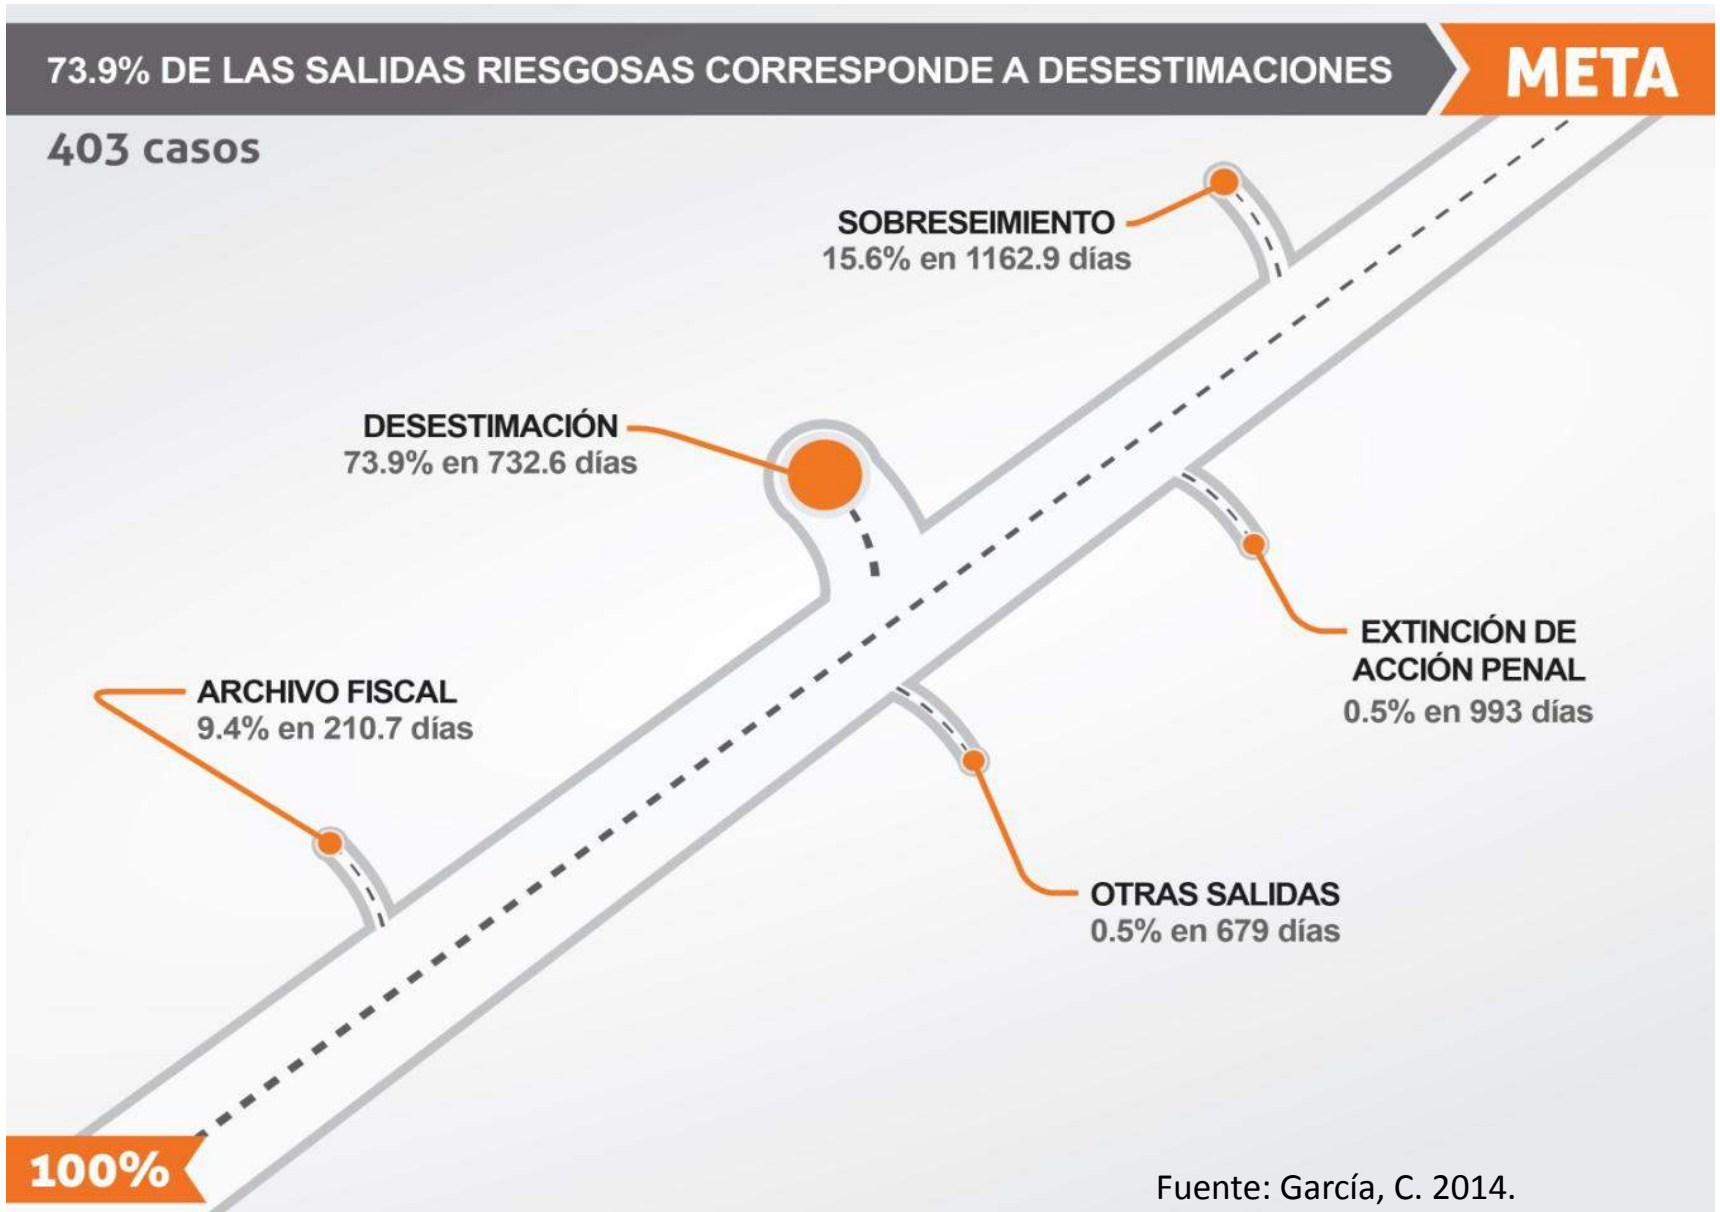 73.9% DE LAS SALIDAS RIESGOSAS CORRESPONDE A DESESTIMACIONES
META
403 casos
SOBRESEIMIENTO
15.6% en 1162.9 días
DESESTIMACIÓN
73.9% en 732.6 días
EXTINCIÓN DE
ACCIÓN PENAL
0.5% en 993 días
ARCHIVO FISCAL
9.4% en 210.7 días
OTRAS SALIDAS
0.5% en 679 días
100%
Fuente: García, C. 2014.